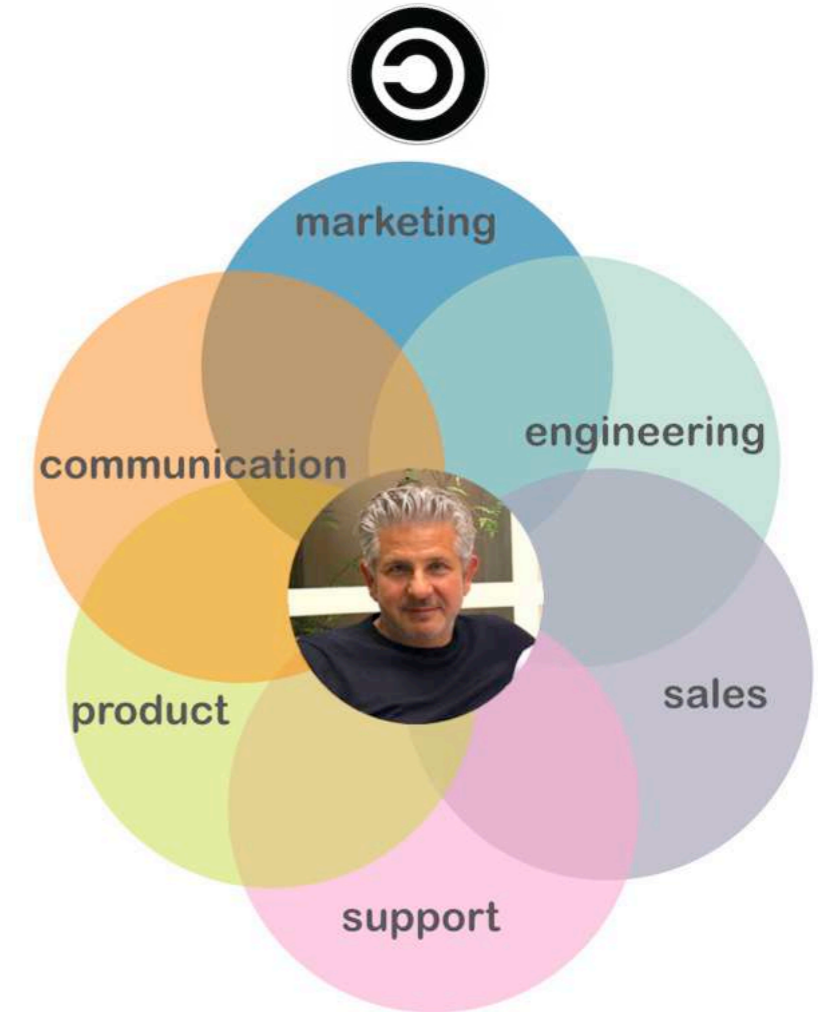 marketing
engineering
communication
sales
product
support